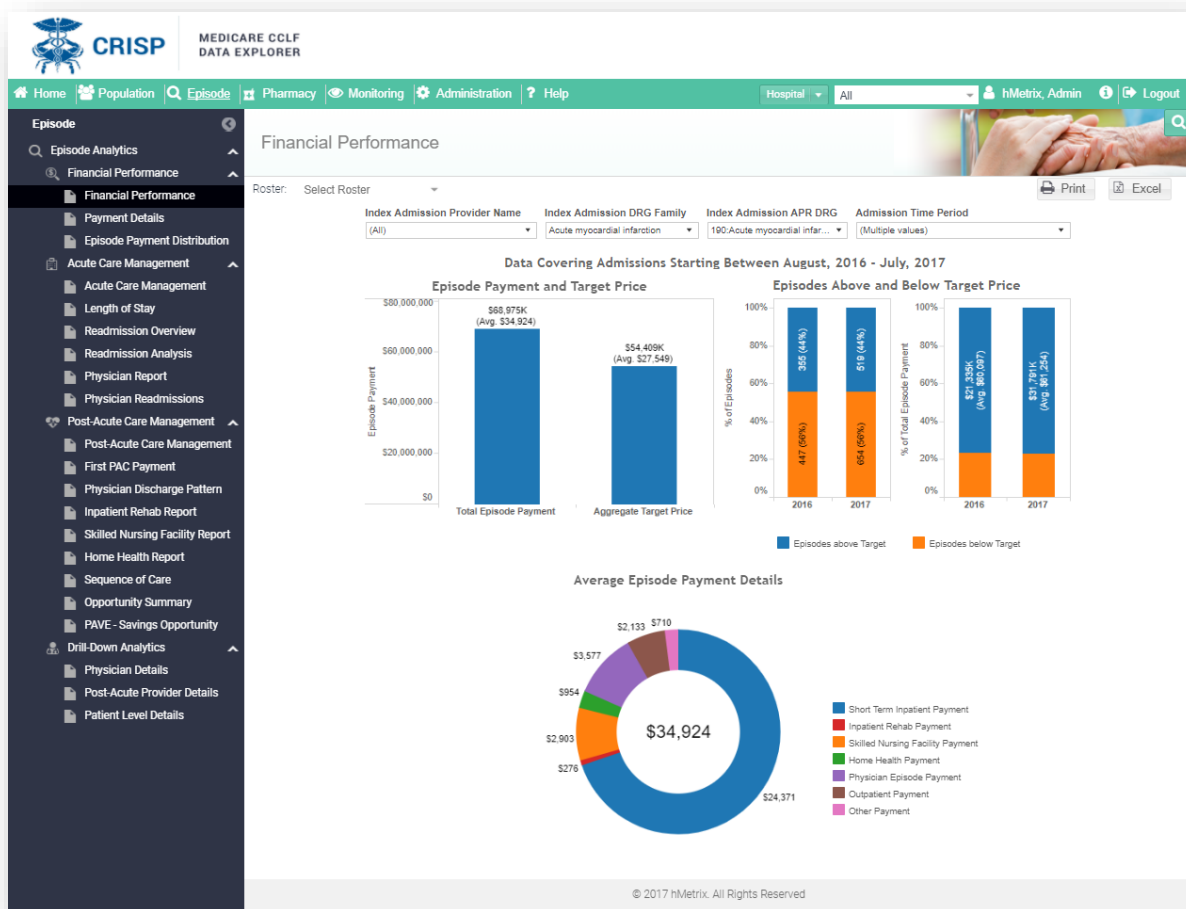 CRISP
MEDICARE CCLF
DATA EXPLORER
Home Population Episode Pharmacy Monitoring Administration ? Help Hospital All hMetrix, Admin Logout
Episode
Episode Analytics
Financial Performance
Financial Performance
Payment Details
Episode Payment Distribution
Acute Care Management
Acute Care Management
Length of Stay
Readmission Overview
Readmission Analysis
Physician Report
Physician Readmissions
Post-Acute Care Management
Post-Acute Care Management
First PAC Payment
Physician Discharge Pattern
Inpatient Rehab Report
Skilled Nursing Facility Report
Home Health Report
Sequence of Care
Opportunity Summary
PAVE - Savings Opportunity
Drill-Down Analytics
Physician Details
Post-Acute Provider Details
Patient Level Details
Financial Performance
Roster: Select Roster
Print Excel
Index Admission Provider Name Index Admission DRG Family Index Admission APR DRG Admission Time Period
(All) Acute myocardial infarction 190:Acute myocardial infar... (Multiple values)
Data Covering Admissions Starting Between August, 2016 - July, 2017
Episode Payment and Target Price
Episode Payment
$80,000,000
$60,000,000
$40,000,000
$20,000,000
$0
$68,975K
(Avg. $34,924)
$54,409K
(Avg. $27,549)
Total Episode Payment Aggregate Target Price
Episodes Above and Below Target Price
% of Episodes
100%
80%
60%
40%
20%
0%
355 (44%)
447 (56%)
519 (44%)
654 (56%)
2016 2017
% of Total Episode Payment
100%
80%
60%
40%
20%
0%
$21,335K
(Avg. $60,097)
$31,791K
(Avg. $61,254)
2016 2017
Episodes above Target Episodes below Target
Average Episode Payment Details
$710
$2,133
$3,577
$954
$2,903
$276
$34,924
$24,371
Short Term Inpatient Payment
Inpatient Rehab Payment
Skilled Nursing Facility Payment
Home Health Payment
Physician Episode Payment
Outpatient Payment
Other Payment
© 2017 hMetrix. All Rights Reserved